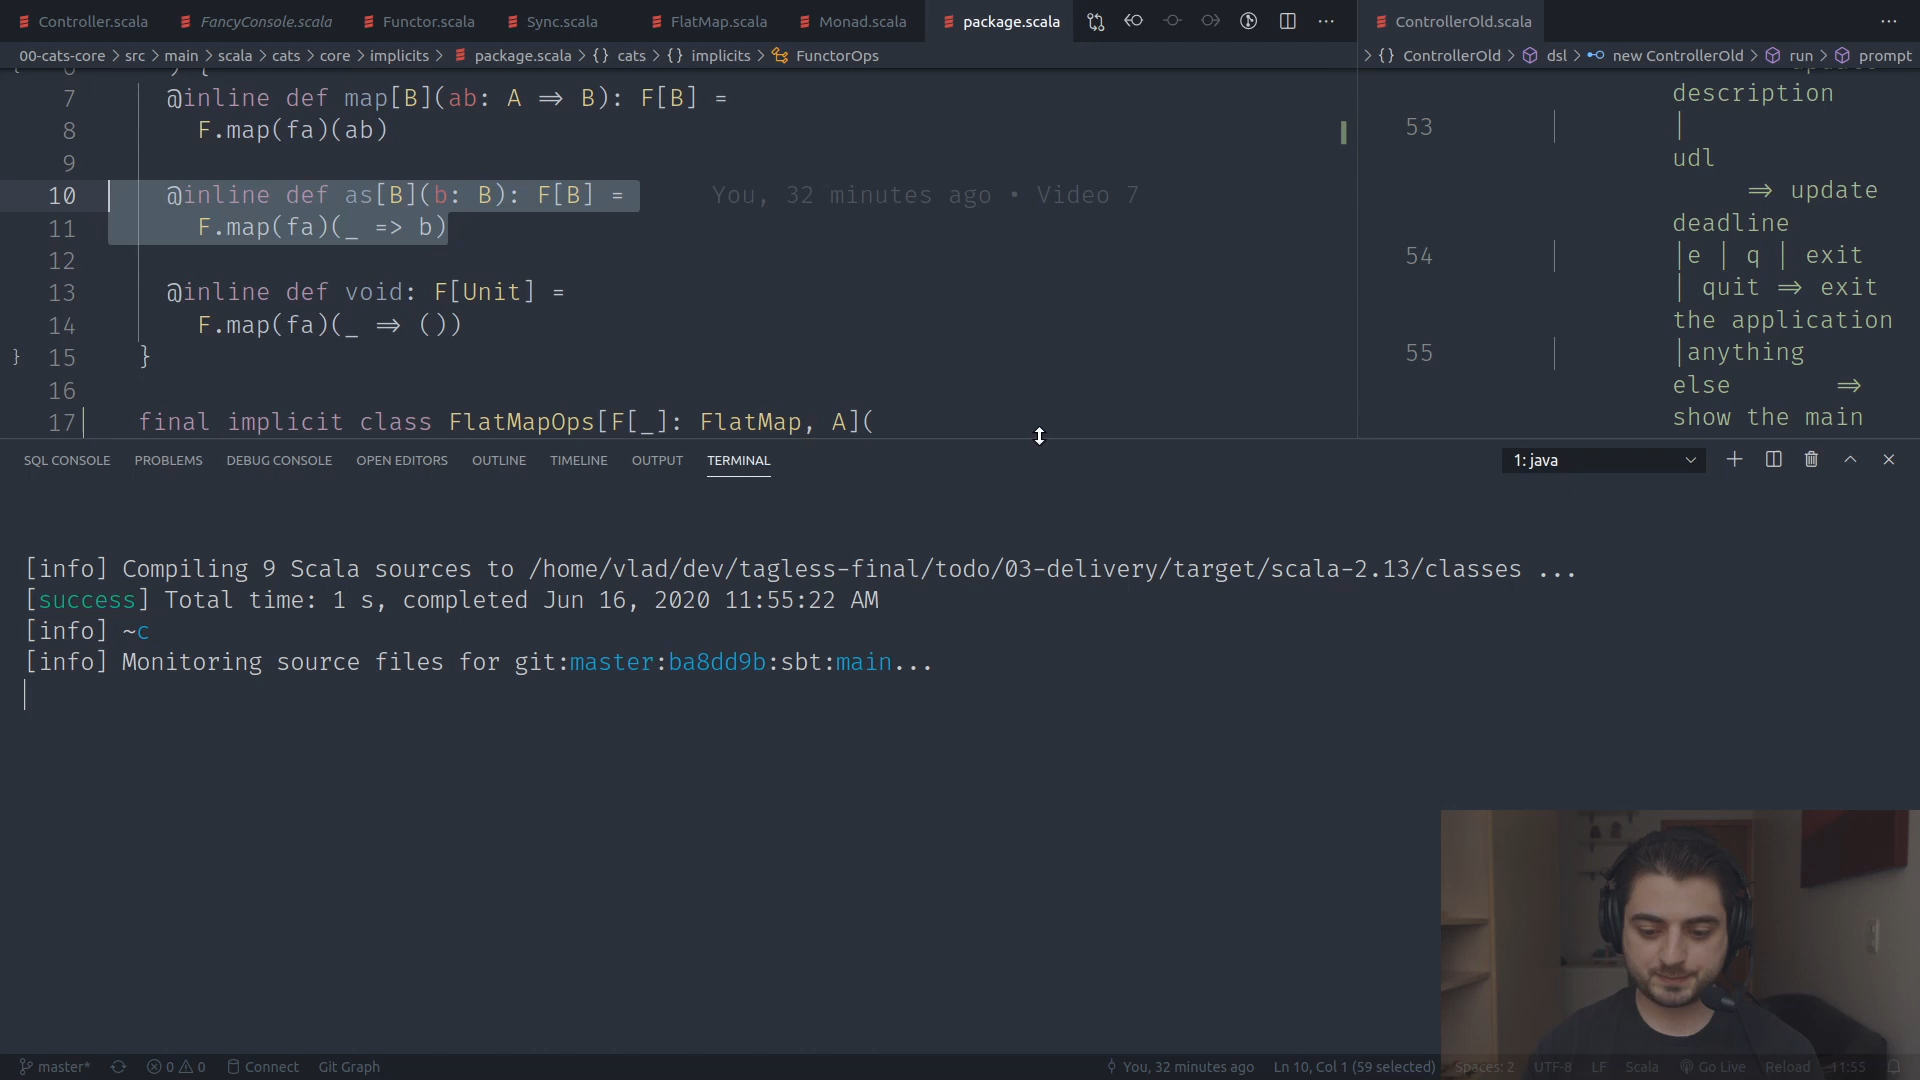 Controller.scala
FancyConsole.scala
Functor.scala
Sync.scala
FlatMap.scala
Monad.scala
package.scala
ControllerOld.scala
00-cats-core > src > main > scala > cats > core > implicits > package.scala > {} cats > {} implicits > FunctorOps
> {} ControllerOld > dsl > new ControllerOld > run > prompt
7 @inline def map[B](ab: A ⇒ B): F[B] =
8 F.map(fa)(ab)
9
10 @inline def as[B](b: B): F[B] = You, 32 minutes ago • Video 7
11 F.map(fa)(_ => b)
12
13 @inline def void: F[Unit] =
14 F.map(fa)(_ ⇒ ())
} 15 }
16
17 final implicit class FlatMapOps[F[_]: FlatMap, A](
description
53 | |
udl
⇒ update
deadline
54 | |e | q | exit
| quit ⇒ exit
the application
55 | |anything
else ⇒
show the main
SQL CONSOLE PROBLEMS DEBUG CONSOLE OPEN EDITORS OUTLINE TIMELINE OUTPUT TERMINAL
1: java
[info] Compiling 9 Scala sources to /home/vlad/dev/tagless-final/todo/03-delivery/target/scala-2.13/classes ...
[success] Total time: 1 s, completed Jun 16, 2020 11:55:22 AM
[info] ~c
[info] Monitoring source files for git:master:ba8dd9b:sbt:main...
master* 0 0 Connect Git Graph
You, 32 minutes ago Ln 10, Col 1 (59 selected) Spaces: 2 UTF-8 LF Scala Go Live Reload 11:55